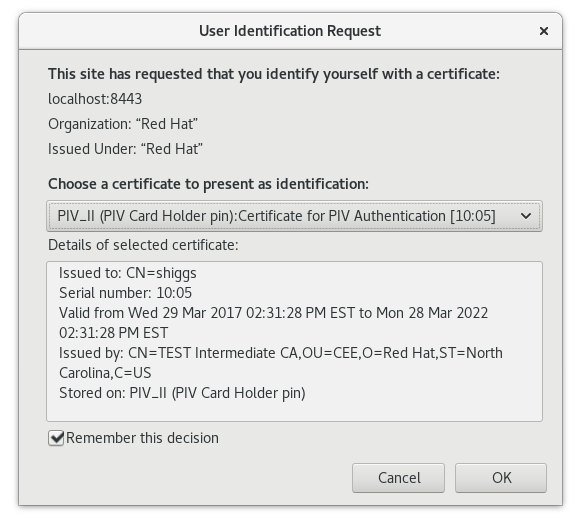 User Identification Request
This site has requested that you identify yourself with a certificate:
localhost:8443
Organization: “Red Hat”
Issued Under: “Red Hat”
Choose a certificate to present as identification:
PIV_II (PIV Card Holder pin):Certificate for PIV Authentication [10:05]
Details of selected certificate:
Issued to: CN=shiggs
Serial number: 10:05
Valid from Wed 29 Mar 2017 02:31:28 PM EST to Mon 28 Mar 2022
02:31:28 PM EST
Issued by: CN=TEST Intermediate CA,OU=CEE,O=Red Hat,ST=North
Carolina,C=US
Stored on: PIV_II (PIV Card Holder pin)
Remember this decision
Cancel OK